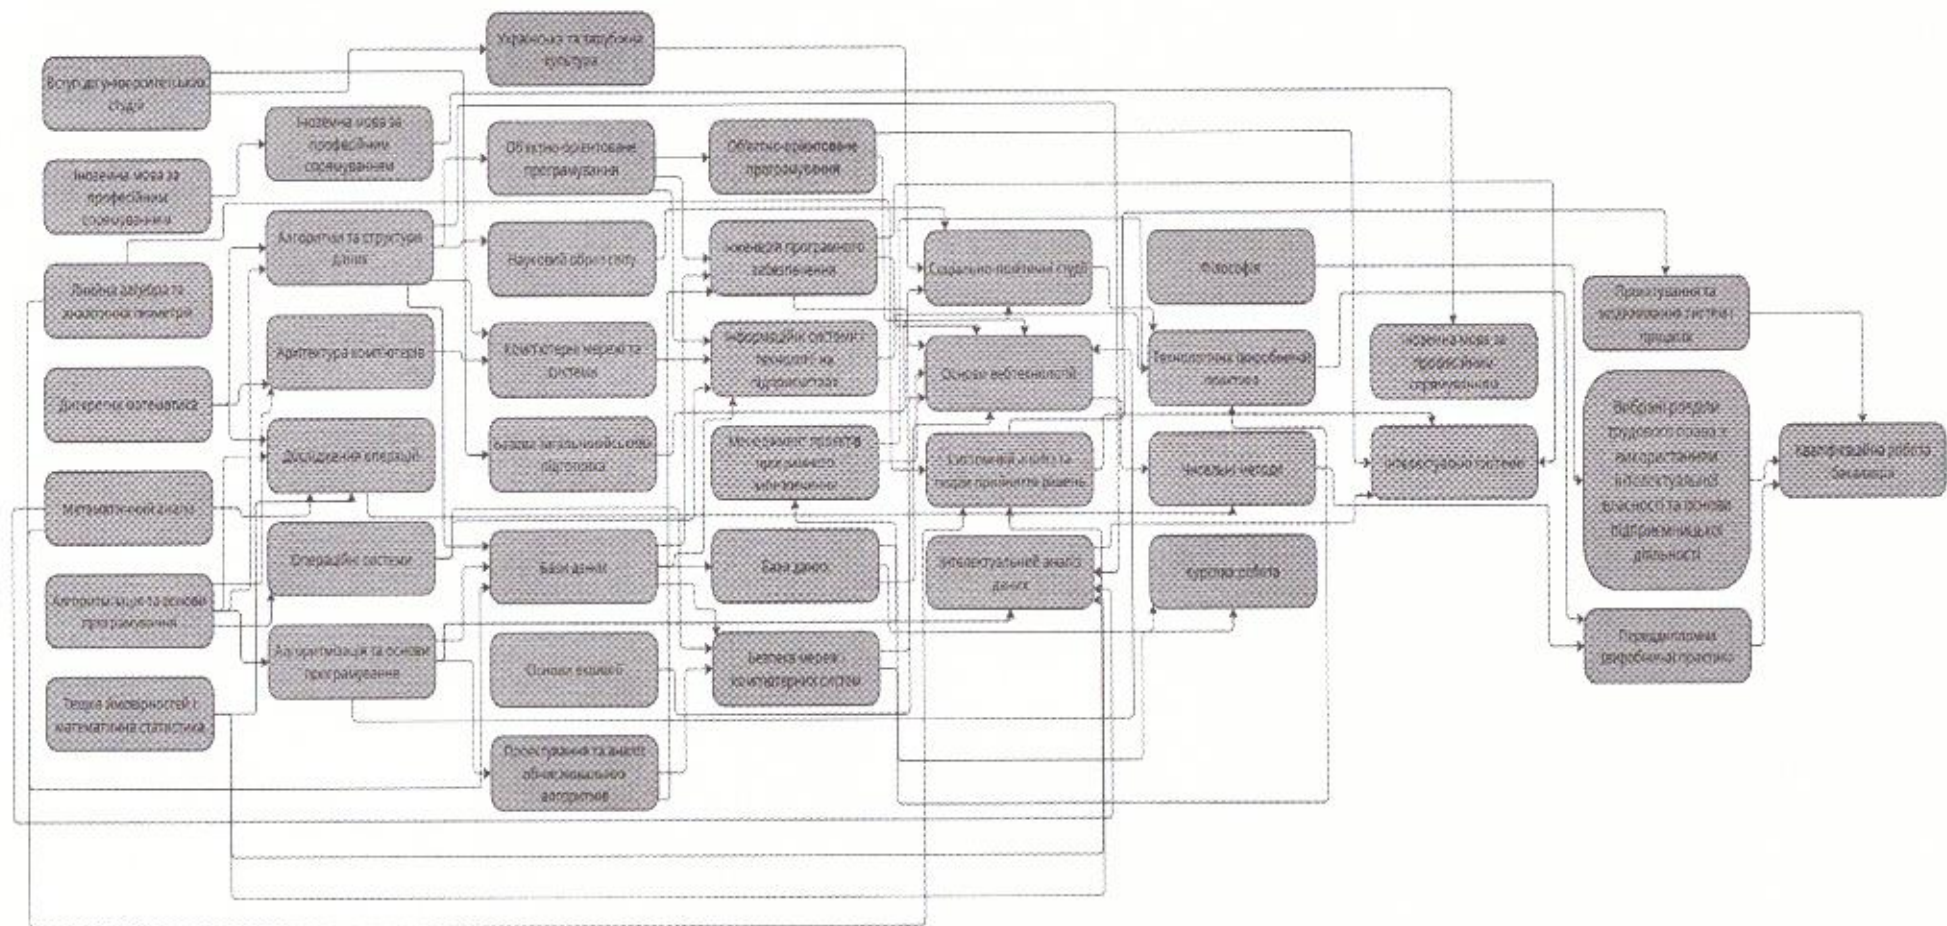 Вступ до університетських
студій
Іноземна мова за
професійним
спрямуванням
Лінійна алгебра та
аналітична геометрія
Дискретна математика
Математичний аналіз
Алгоритмізація та основи
програмування
Теорія ймовірностей і
математична статистика
Іноземна мова за
професійним
спрямуванням
Алгоритми та структури
даних
Архітектура комп'ютерів
Дослідження операцій
Операційні системи
Алгоритмізація та основи
програмування
Українська та зарубіжна
культура
Об'єктно-орієнтоване
програмування
Науковий образ світу
Комп'ютерні мережі та
системи
Базова загальновійськова
підготовка
Бази даних
Основи екології
Проектування та аналіз
обчислювальних
алгоритмів
Об'єктно-орієнтоване
програмування
Інженерія програмного
забезпечення
Інформаційні системи і
технології на
підприємствах
Менеджмент проектів
програмного
забезпечення
Бази даних
Безпека мереж і
комп'ютерних систем
Соціально-політичні студії
Основи вебтехнологій
Системний аналіз та
теорія прийняття рішень
Інтелектуальний аналіз
даних
Філософія
Технологічна (виробнича)
практика
Чисельні методи
Курсова робота
Іноземна мова за
професійним
спрямуванням
Інтелектуальні системи
Проектування та
моделювання систем і
процесів
Вибрані розділи
трудового права з
використанням
інтелектуальної
власності та основи
підприємницької
діяльності
Переддипломна
(виробнича) практика
Кваліфікаційна робота
бакалавра